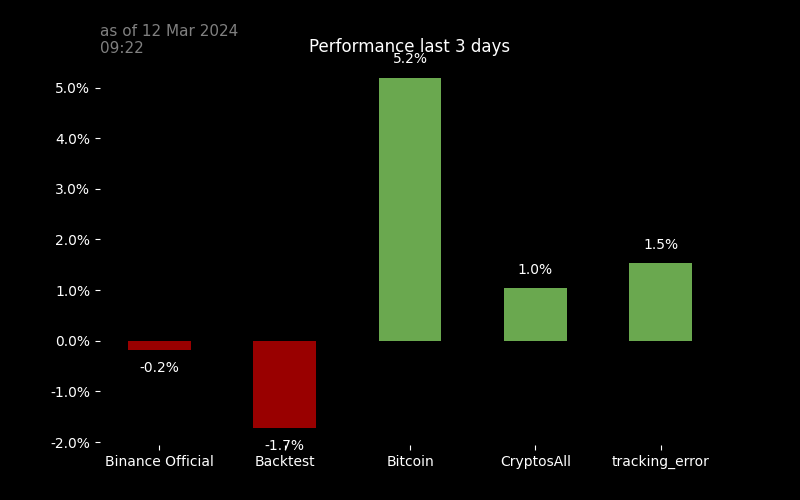 as of 12 Mar 2024
09:22
Performance last 3 days
5.2%
5.0%
4.0%
3.0%
2.0%
1.5%
1.0%
1.0%
0.0%
-0.2%
-1.0%
-1.7%
-2.0%
Binance Official
Backtest
Bitcoin
CryptosAll
tracking_error